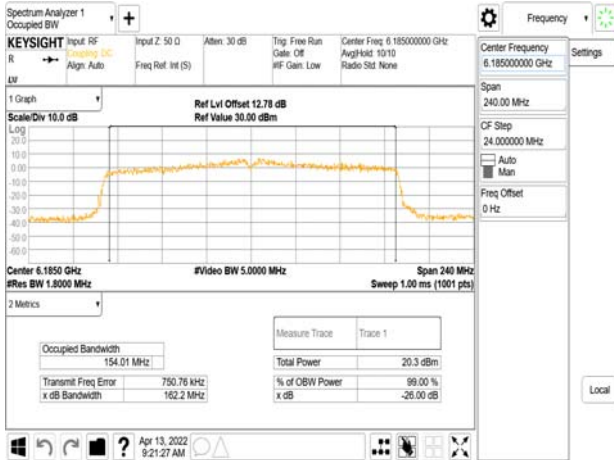 Spectrum Analyzer 1
Occupied BW
KEYSIGHT
R
LVI
Input: RF
Coupling: DC
Align: Auto
Input Z: 50 Ω
Freq Ref: Int (S)
Atten: 30 dB
Trig: Free Run
Gate: Off
#IF Gain: Low
Center Freq: 6.185000000 GHz
Avg|Hold: 10/10
Radio Std: None
Frequency
Center Frequency
6.185000000 GHz
Settings
Span
240.00 MHz
CF Step
24.000000 MHz
Auto
Man
Freq Offset
0 Hz
Local
1 Graph
Scale/Div 10.0 dB
Ref Lvl Offset 12.78 dB
Ref Value 30.00 dBm
Log
20.0
10.0
0.00
-10.0
-20.0
-30.0
-40.0
-50.0
-60.0
Center 6.1850 GHz
#Res BW 1.8000 MHz
#Video BW 5.0000 MHz
Span 240 MHz
Sweep 1.00 ms (1001 pts)
2 Metrics
Measure Trace Trace 1
Occupied Bandwidth
154.01 MHz
Total Power 20.3 dBm
Transmit Freq Error 750.76 kHz
% of OBW Power 99.00 %
x dB Bandwidth 162.2 MHz
x dB -26.00 dB
?
Apr 13, 2022
9:21:27 AM